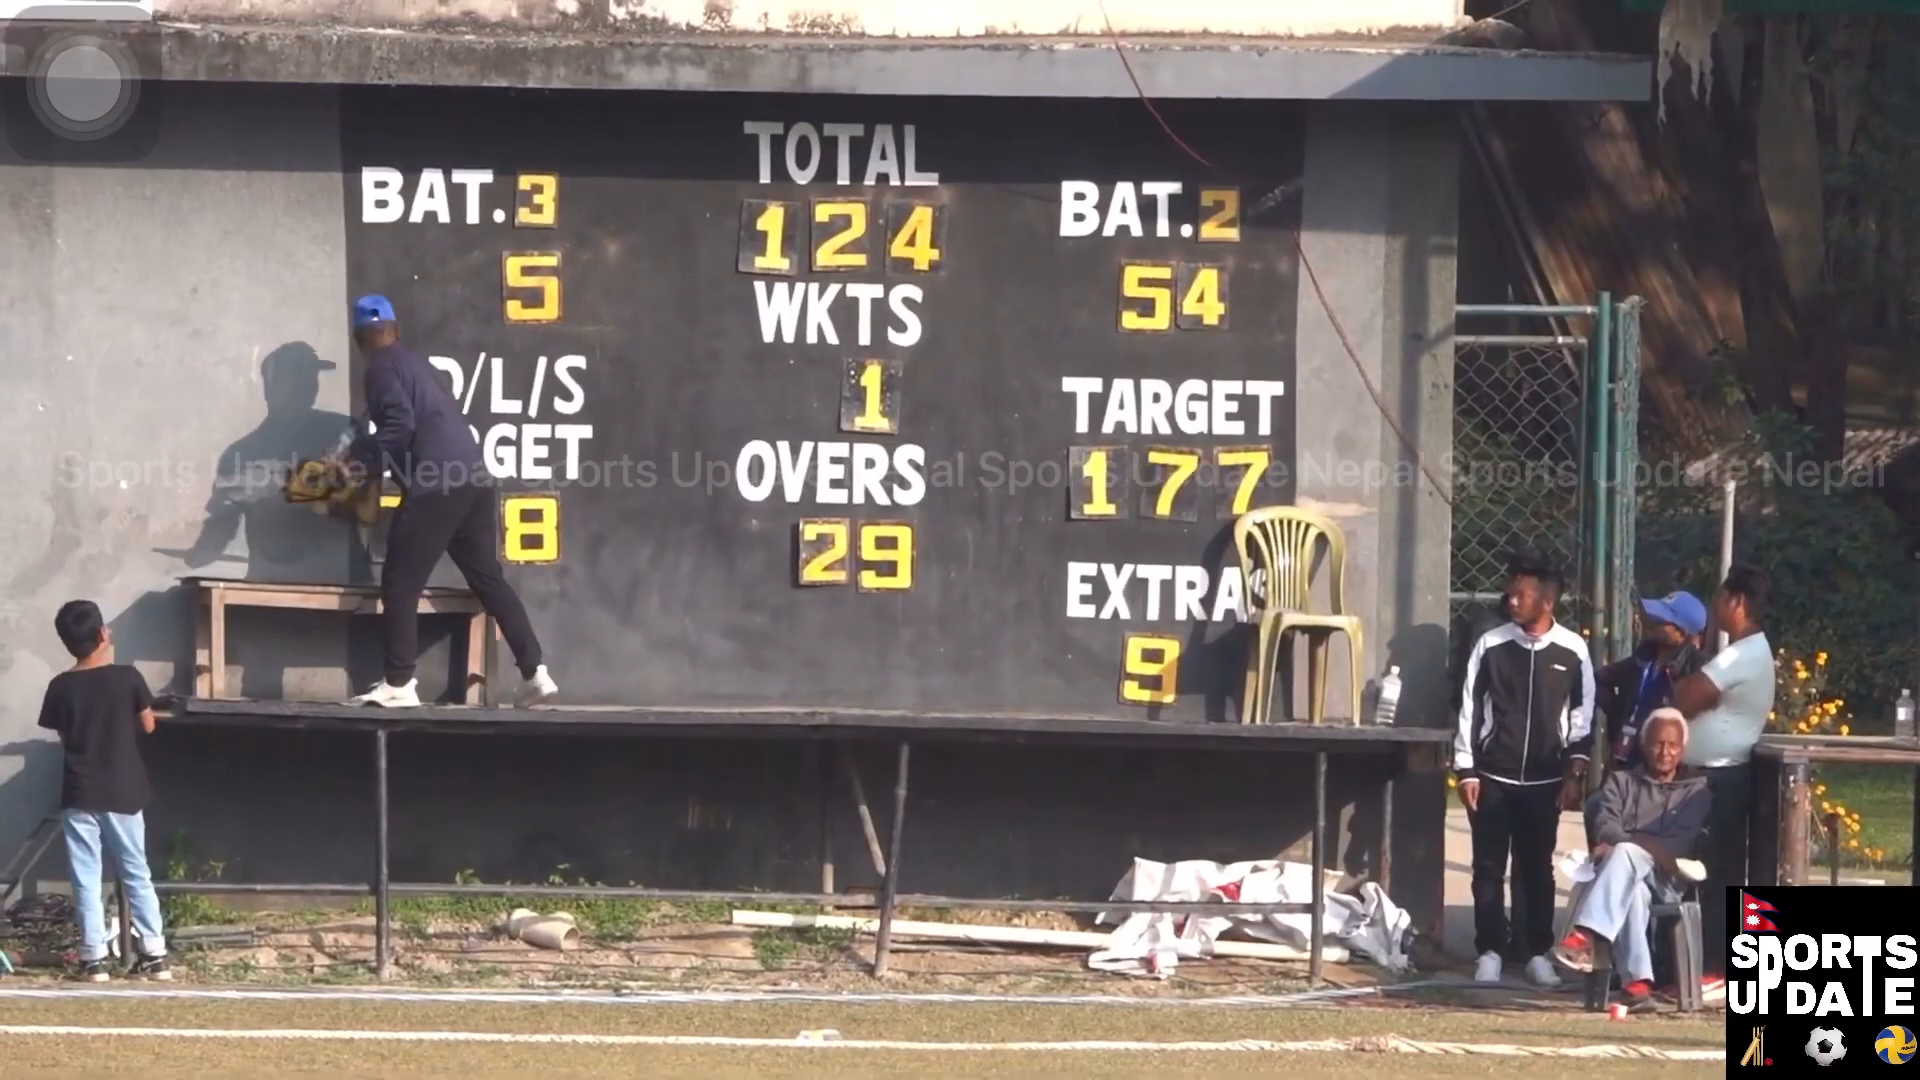 TOTAL
BAT.3
124
BAT.2
5
WKTS
54
D/L/S
1
TARGET
GET
OVERS
177
8
29
EXTRAS
9
Sports Update Nepal Sports Update Nepal Sports Update Nepal Sports Update Nepal
SPORTS
UPDATE